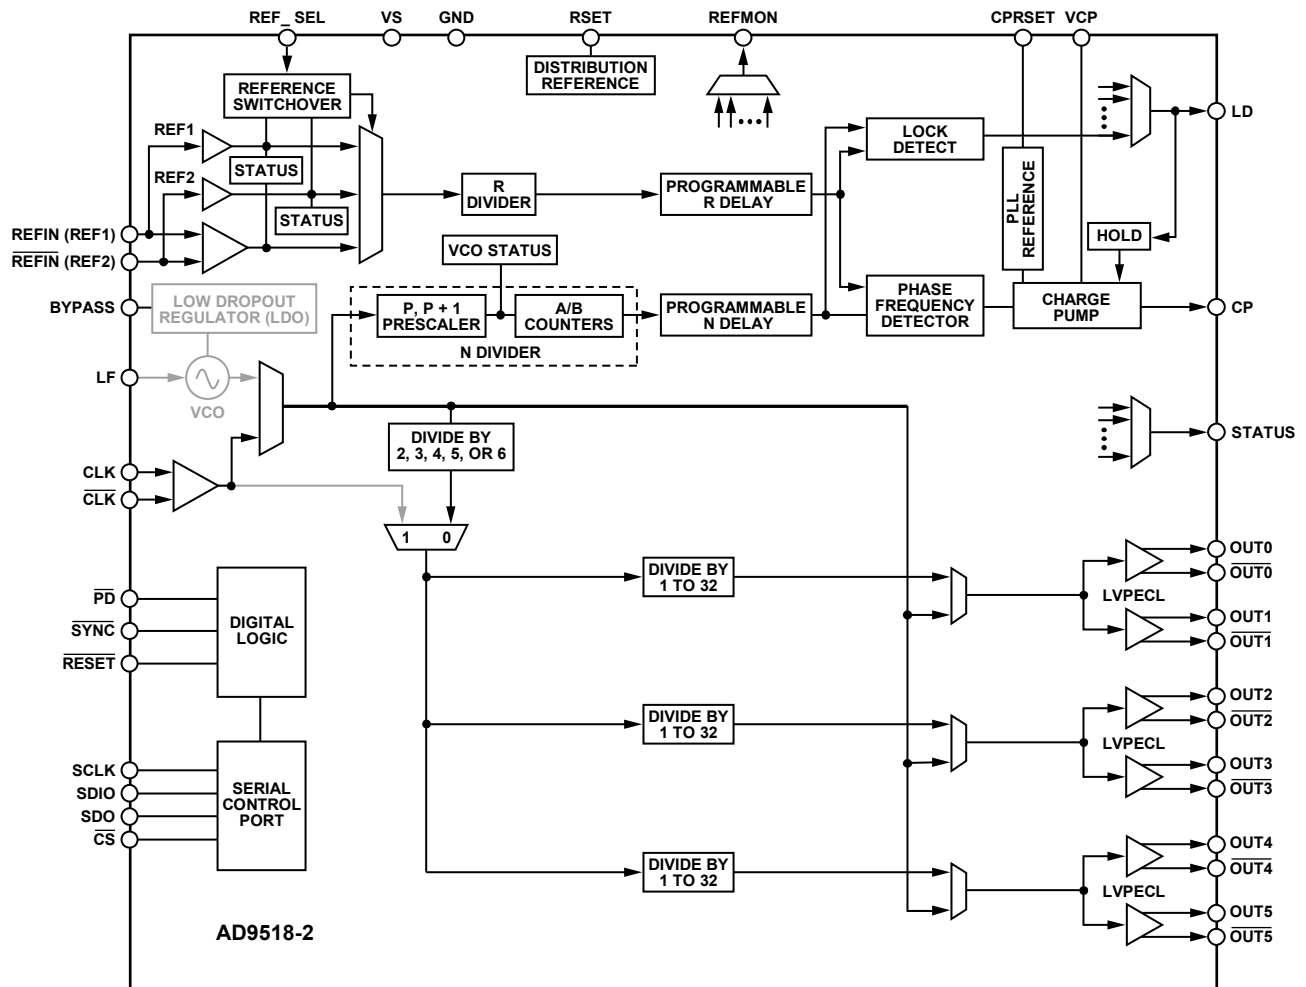 REF_SEL
VS
GND
RSET
REFMON
CPRSET
VCP
DISTRIBUTION
REFERENCE
REFERENCE
SWITCHOVER
REF1
STATUS
REF2
STATUS
REFIN (REF1)
REFIN (REF2)
BYPASS
LF
CLK
CLK
R
DIVIDER
PROGRAMMABLE
R DELAY
LOCK
DETECT
PLL
REFERENCE
HOLD
LD
VCO STATUS
LOW DROPOUT
REGULATOR (LDO)
P, P + 1
PRESCALER
A/B
COUNTERS
N DIVIDER
PROGRAMMABLE
N DELAY
PHASE
FREQUENCY
DETECTOR
CHARGE
PUMP
CP
VCO
STATUS
DIVIDE BY
2, 3, 4, 5, OR 6
1 0
PD
SYNC
RESET
DIGITAL
LOGIC
SCLK
SDIO
SDO
CS
SERIAL
CONTROL
PORT
DIVIDE BY
1 TO 32
LVPECL
OUT0
OUT0
OUT1
OUT1
DIVIDE BY
1 TO 32
LVPECL
OUT2
OUT2
OUT3
OUT3
DIVIDE BY
1 TO 32
LVPECL
OUT4
OUT4
OUT5
OUT5
AD9518-2